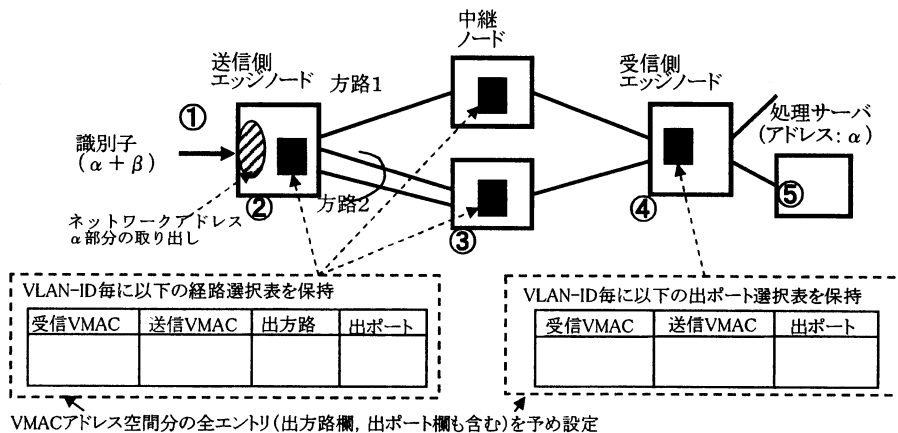 中継
ノード
送信側
エッジノード
方路1
受信側
エッジノード
①
処理サーバ
(アドレス:α)
識別子
(α+β)
方路2
②
③
④
⑤
ネットワークアドレス
α部分の取り出し
VLAN-ID毎に以下の経路選択表を保持
受信VMAC 送信VMAC 出方路 出ポート
VLAN-ID毎に以下の出ポート選択表を保持
受信VMAC 送信VMAC 出ポート
VMACアドレス空間分の全エントリ(出方路欄, 出ポート欄も含む)を予め設定